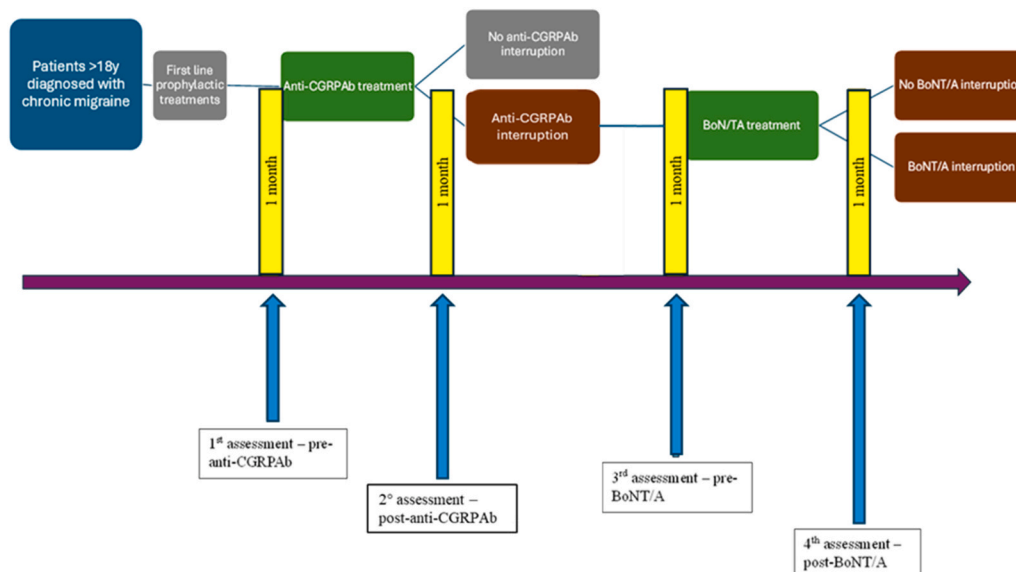 Patients >18y
diagnosed with
chronic migraine
First line
prophylactic
treatments
Anti-CGRPAb treatment
No anti-CGRPAb
interruption
Anti-CGRPAb
interruption
BoN/TA treatment
No BoNT/A interruption
BoNT/A interruption
1 month
1 month
1 month
1 month
1st assessment – pre-
anti-CGRPAb
2° assessment –
post-anti-CGRPAb
3rd assessment – pre-
BoNT/A
4th assessment –
post-BoNT/A